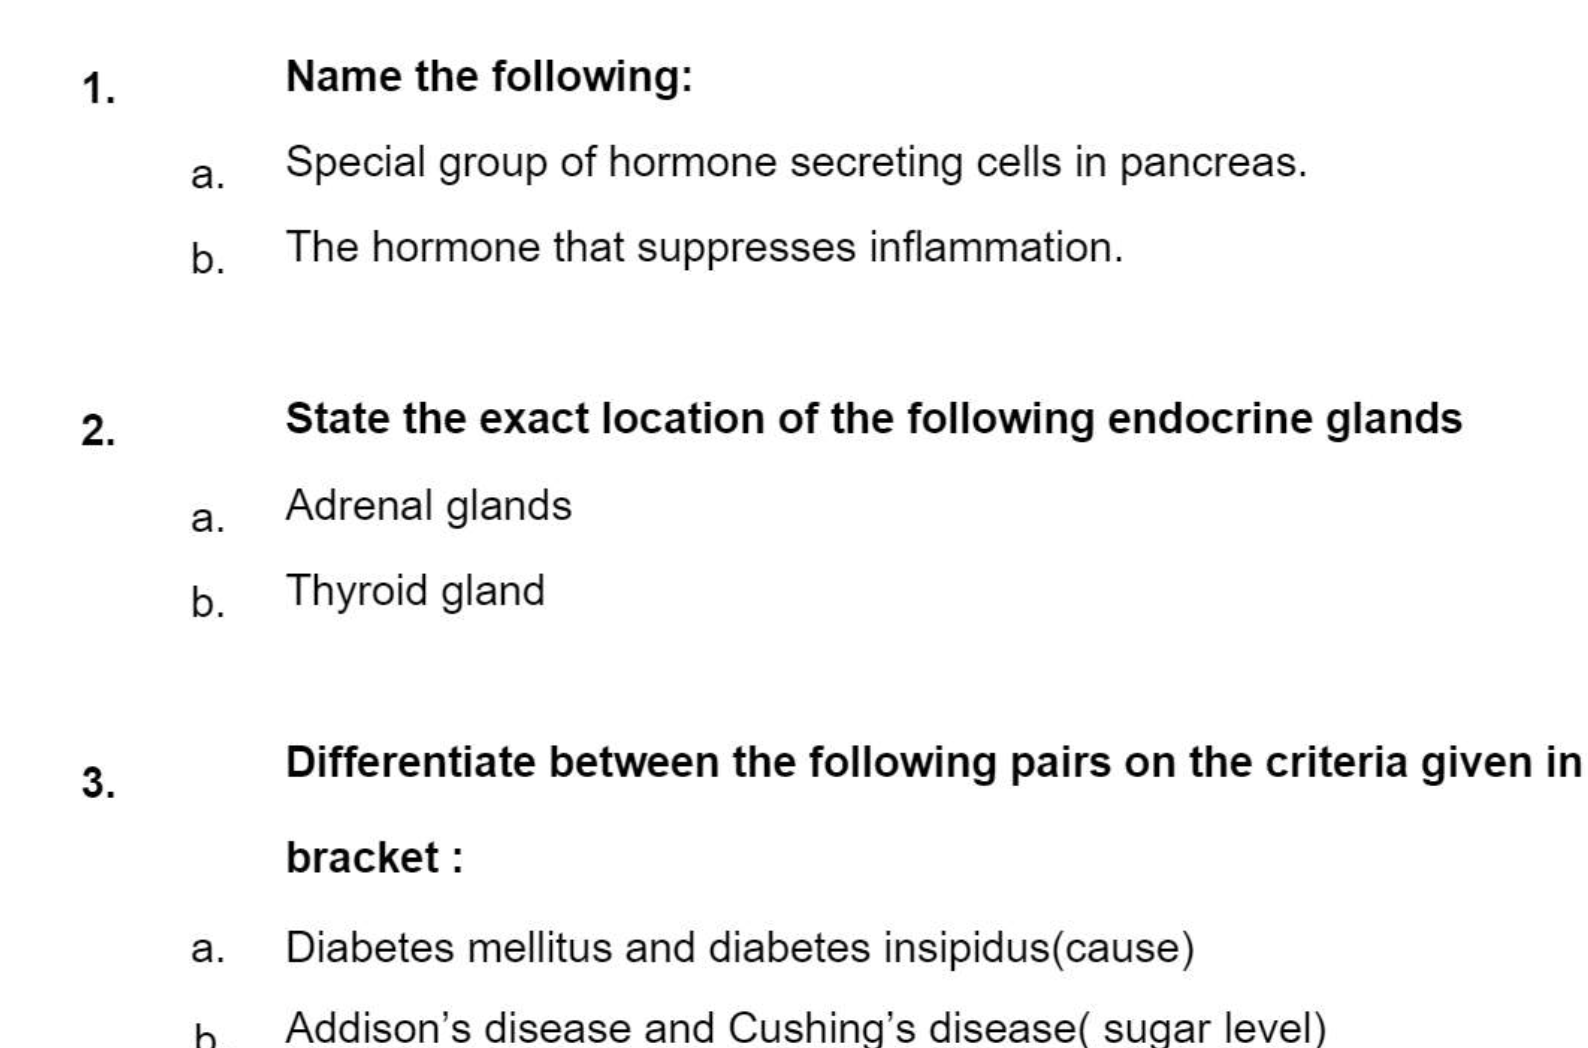 1. Name the following:
a. Special group of hormone secreting cells in pancreas.
b. The hormone that suppresses inflammation.
2. State the exact location of the following endocrine glands
a. Adrenal glands
b. Thyroid gland
3. Differentiate between the following pairs on the criteria given in
bracket :
a. Diabetes mellitus and diabetes insipidus(cause)
b. Addison’s disease and Cushing’s disease( sugar level)